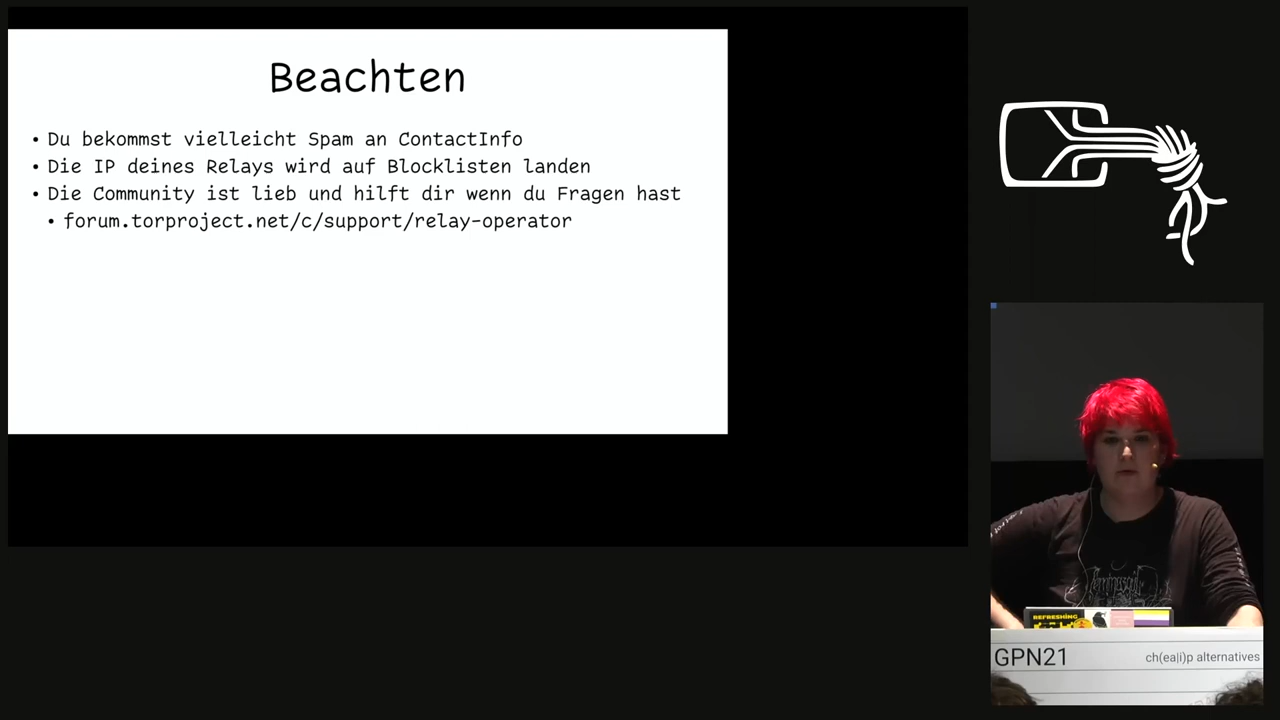 Beachten
• Du bekommst vielleicht Spam an ContactInfo
• Die IP deines Relays wird auf Blocklisten landen
• Die Community ist lieb und hilft dir wenn du Fragen hast
• forum.torproject.net/c/support/relay-operator
REFRESHING
GPN21
ch(ea|i)p alternatives